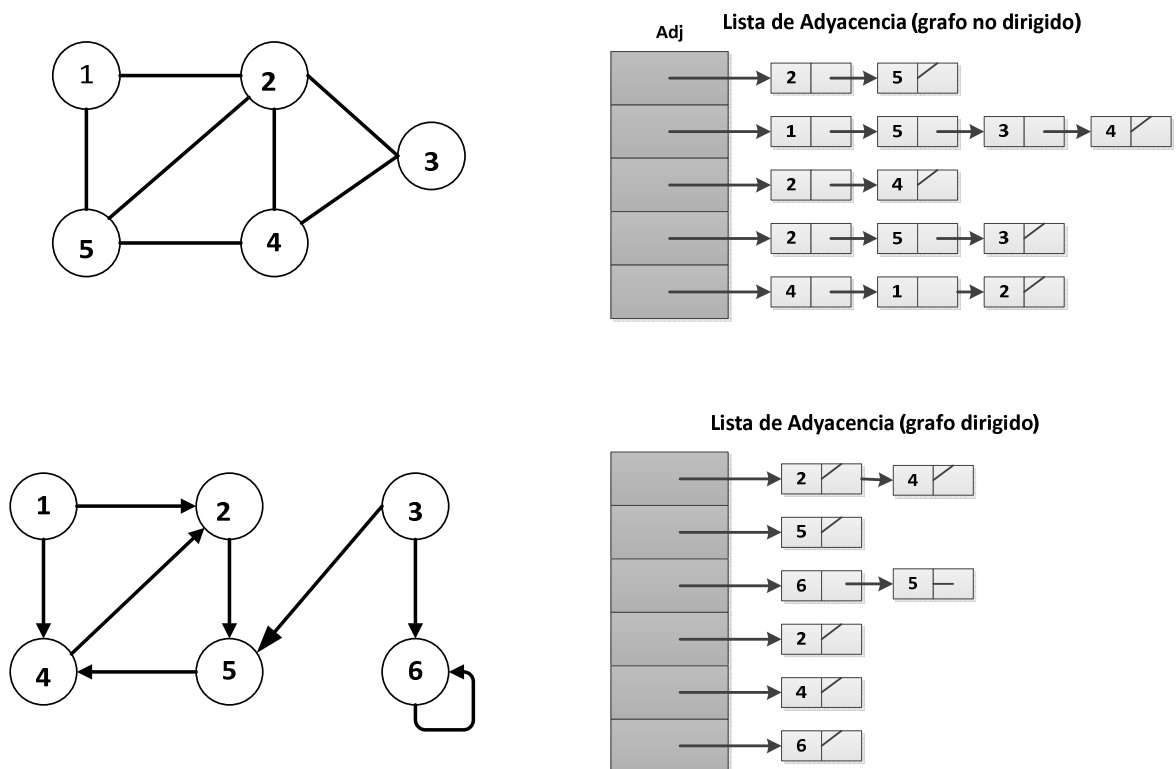 Lista de Adyacencia (grafo no dirigido)
Adj
1 2
3
5 4
2 5
1 5 3 4
2 4
2 5 3
4 1 2
Lista de Adyacencia (grafo dirigido)
1 2 3
4 5 6
2 4
5
6 5
2
4
6